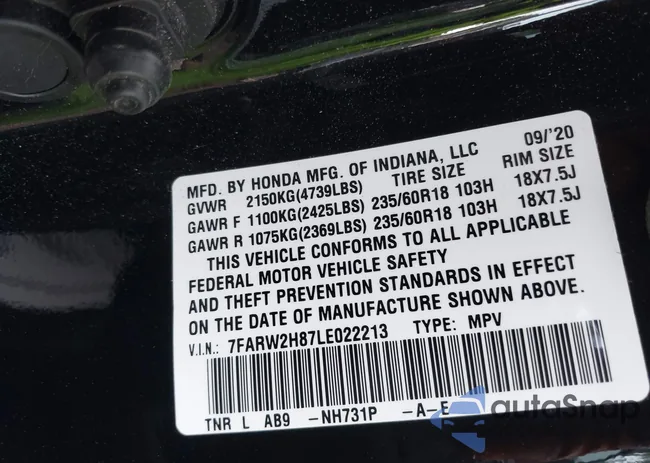 MFD. BY HONDA MFG. OF INDIANA, LLC 09/'20
GVWR 2150KG(4739LBS) TIRE SIZE RIM SIZE
GAWR F 1100KG(2425LBS) 235/60R18 103H 18X7.5J
GAWR R 1075KG(2369LBS) 235/60R18 103H 18X7.5J
THIS VEHICLE CONFORMS TO ALL APPLICABLE
FEDERAL MOTOR VEHICLE SAFETY
AND THEFT PREVENTION STANDARDS IN EFFECT
ON THE DATE OF MANUFACTURE SHOWN ABOVE.
V.I.N.: 7FARW2H87LE022213 TYPE: MPV
TNR L AB9 -NH731P -A-E
autoSnap